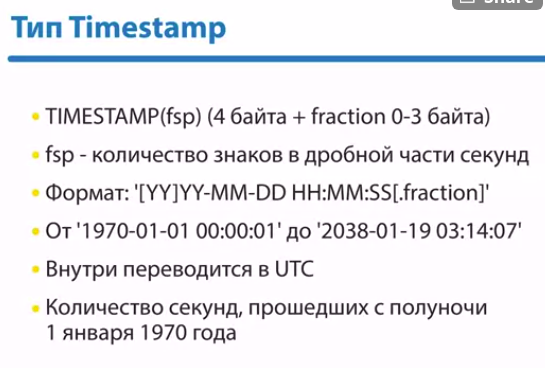 Share
Тип Timestamp
TIMESTAMP(fsp) (4 байта + fraction 0-3 байта)
fsp - количество знаков в дробной части секунд
Формат: '[YY]YY-MM-DD HH:MM:SS[.fraction]'
От '1970-01-01 00:00:01' до '2038-01-19 03:14:07'
Внутри переводится в UTC
Количество секунд, прошедших с полуночи
1 января 1970 года